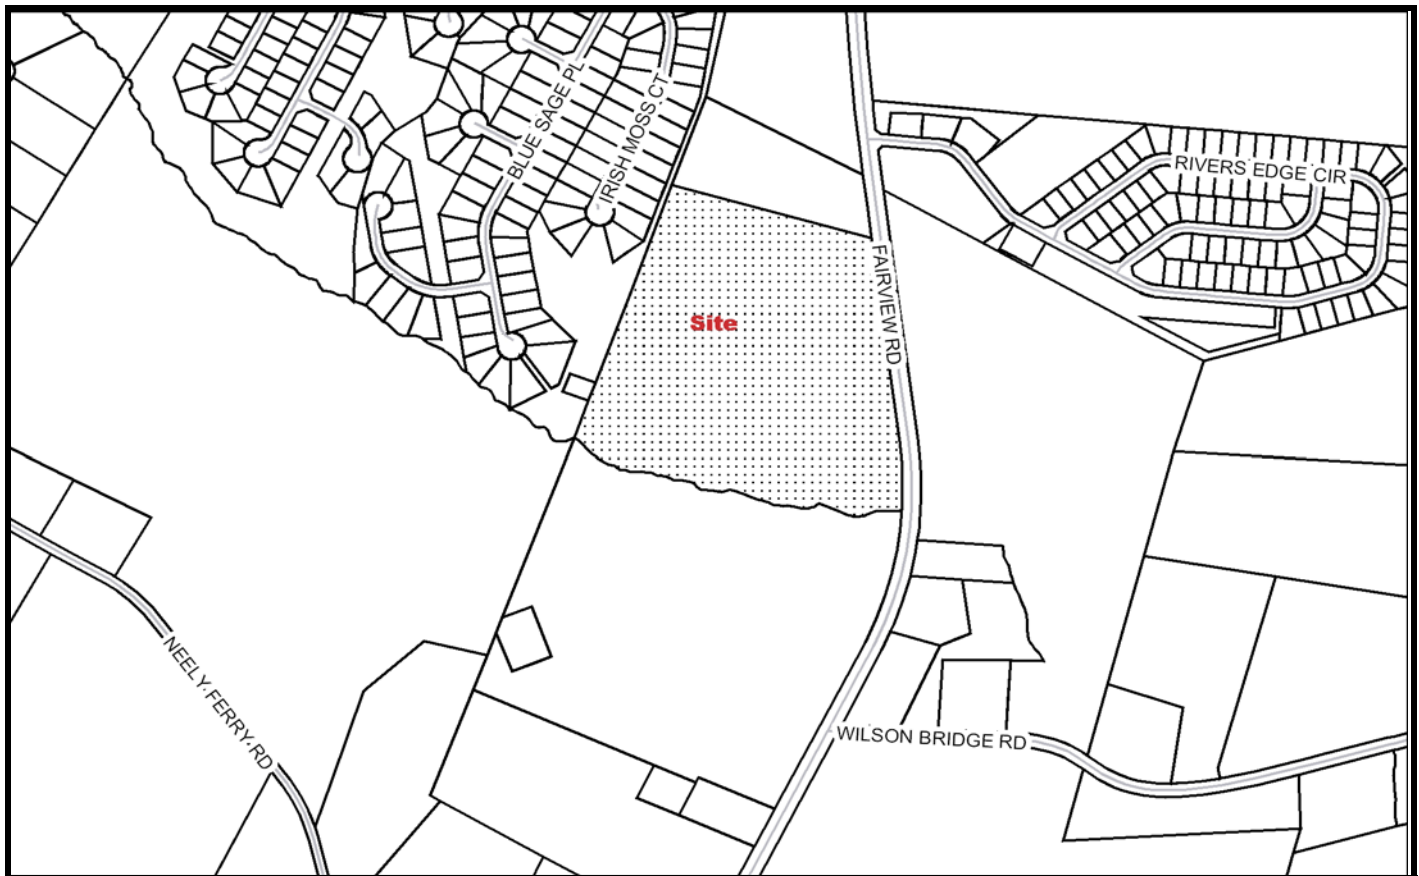 BLUE SAGE PL
IRISH MOSS CT
RIVERS EDGE CIR
FAIRVIEW RD
Site
NEELY FERRY RD
WILSON BRIDGE RD